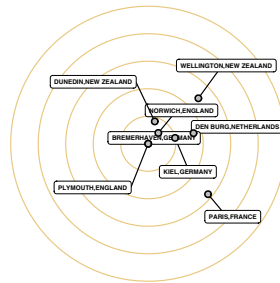 WELLINGTON,NEW ZEALAND
DUNEDIN,NEW ZEALAND
NORWICH,ENGLAND
DEN BURG,NETHERLANDS
BREMERHAVEN,GERMANY
KIEL,GERMANY
PLYMOUTH,ENGLAND
PARIS,FRANCE